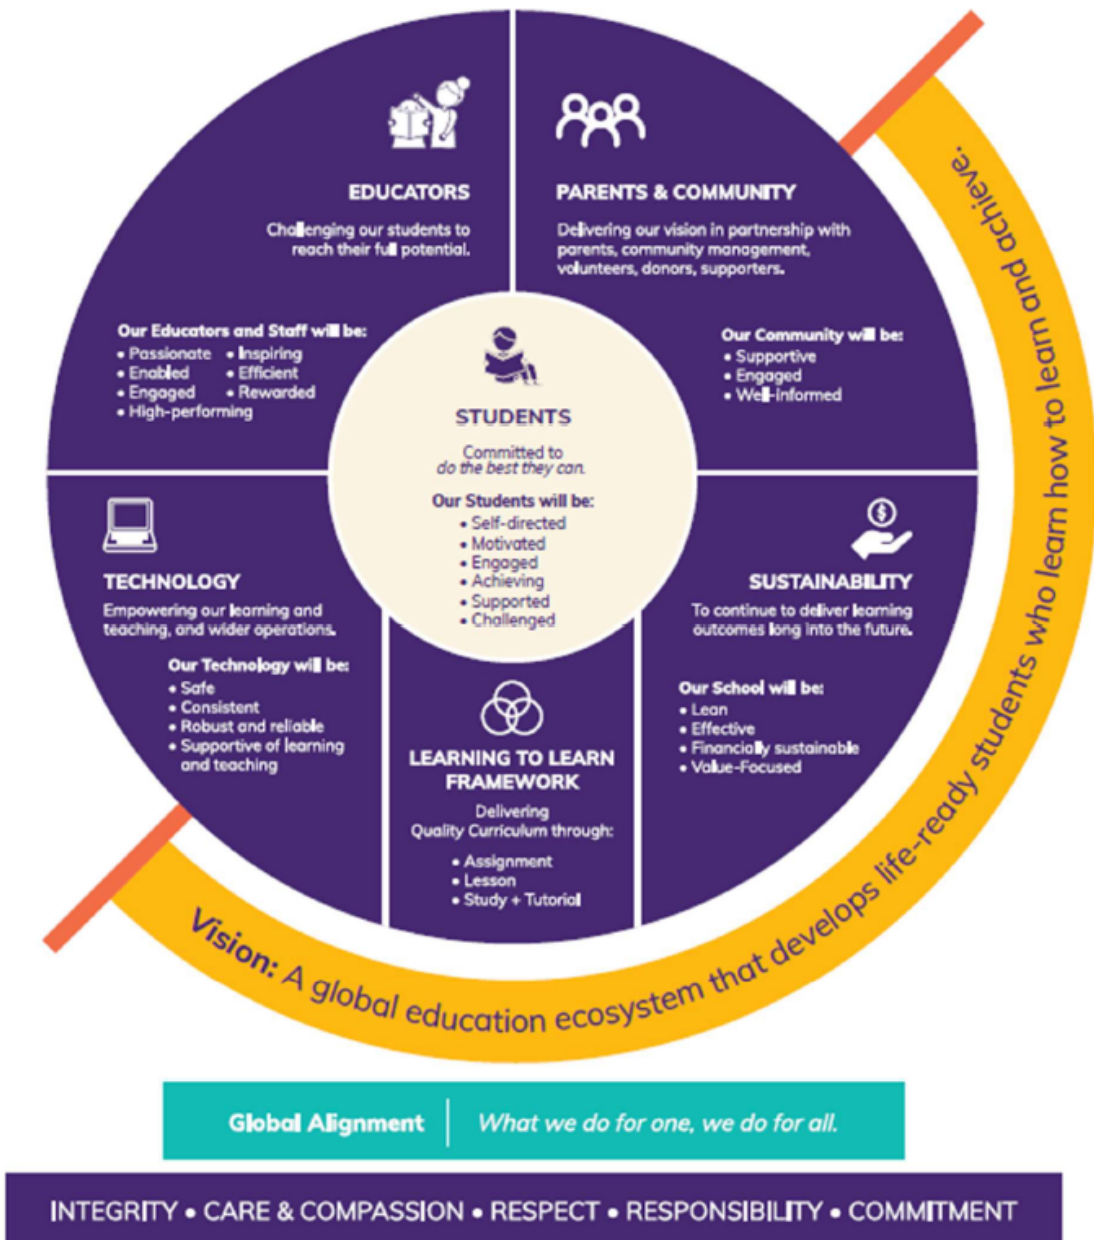 EDUCATORS
Challenging our students to
reach their full potential.
Our Educators and Staff will be:
• Passionate • Inspiring
• Enabled • Efficient
• Engaged • Rewarded
• High-performing
PARENTS & COMMUNITY
Delivering our vision in partnership with
parents, community management,
volunteers, donors, supporters.
Our Community will be:
• Supportive
• Engaged
• Well-informed
STUDENTS
Committed to
do the best they can.
Our Students will be:
• Self-directed
• Motivated
• Engaged
• Achieving
• Supported
• Challenged
TECHNOLOGY
Empowering our learning and
teaching, and wider operations.
Our Technology will be:
• Safe
• Consistent
• Robust and reliable
• Supportive of learning
and teaching
LEARNING TO LEARN
FRAMEWORK
Delivering
Quality Curriculum through:
• Assignment
• Lesson
• Study + Tutorial
$
SUSTAINABILITY
To continue to deliver learning
outcomes long into the future.
Our School will be:
• Lean
• Effective
• Financially sustainable
• Value-Focused
Vision: A global education ecosystem that develops life-ready students who learn how to learn and achieve.
Global Alignment | What we do for one, we do for all.
INTEGRITY • CARE & COMPASSION • RESPECT • RESPONSIBILITY • COMMITMENT